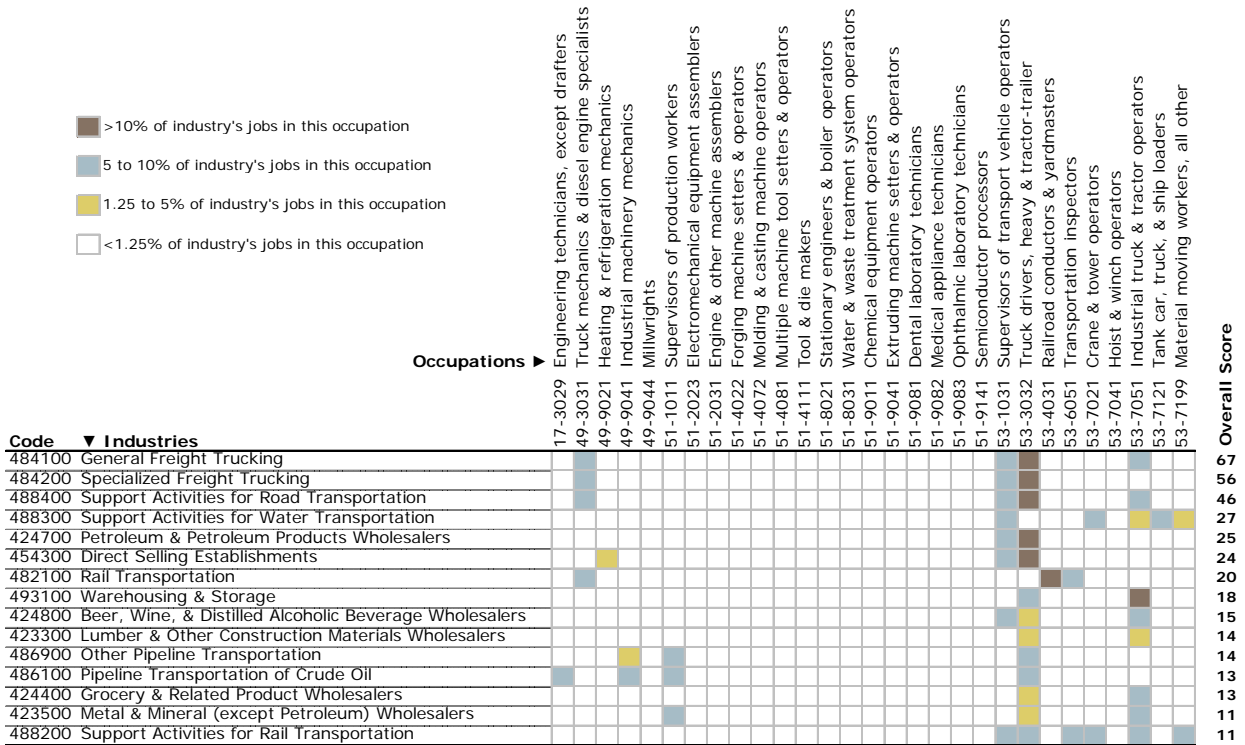 >10% of industry's jobs in this occupation
5 to 10% of industry's jobs in this occupation
1.25 to 5% of industry's jobs in this occupation
<1.25% of industry's jobs in this occupation
Occupations ►
17-3029 Engineering technicians, except drafters
49-3031 Truck mechanics & diesel engine specialists
49-9021 Heating & refrigeration mechanics
49-9041 Industrial machinery mechanics
49-9044 Millwrights
51-1011 Supervisors of production workers
51-2023 Electromechanical equipment assemblers
51-2031 Engine & other machine assemblers
51-4022 Forging machine setters & operators
51-4072 Molding & casting machine operators
51-4081 Multiple machine tool setters & operators
51-4111 Tool & die makers
51-8021 Stationary engineers & boiler operators
51-8031 Water & waste treatment system operators
51-9011 Chemical equipment operators
51-9041 Extruding machine setters & operators
51-9081 Dental laboratory technicians
51-9082 Medical appliance technicians
51-9083 Ophthalmic laboratory technicians
51-9141 Semiconductor processors
53-1031 Supervisors of transport vehicle operators
53-3032 Truck drivers, heavy & tractor-trailer
53-4031 Railroad conductors & yardmasters
53-6051 Transportation inspectors
53-7021 Crane & tower operators
53-7041 Hoist & winch operators
53-7051 Industrial truck & tractor operators
53-7121 Tank car, truck, & ship loaders
53-7199 Material moving workers, all other
Overall Score
Code ▼ Industries
484100 General Freight Trucking 67
484200 Specialized Freight Trucking 56
488400 Support Activities for Road Transportation 46
488300 Support Activities for Water Transportation 27
424700 Petroleum & Petroleum Products Wholesalers 25
454300 Direct Selling Establishments 24
482100 Rail Transportation 20
493100 Warehousing & Storage 18
424800 Beer, Wine, & Distilled Alcoholic Beverage Wholesalers 15
423300 Lumber & Other Construction Materials Wholesalers 14
486900 Other Pipeline Transportation 14
486100 Pipeline Transportation of Crude Oil 13
424400 Grocery & Related Product Wholesalers 13
423500 Metal & Mineral (except Petroleum) Wholesalers 11
488200 Support Activities for Rail Transportation 11